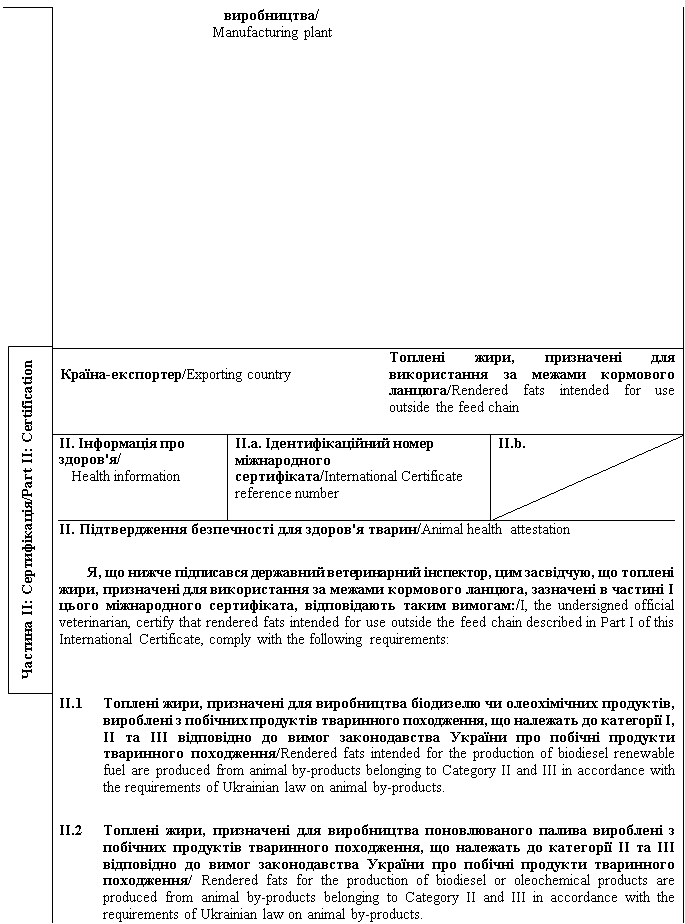 виробництва/
Manufacturing plant
Частина II: Сертифікація/Part II: Certification
Країна-експортер/Exporting country
Топлені жири, призначені для
використання за межами кормового
ланцюга/Rendered fats intended for use
outside the feed chain
II. Інформація про
здоров'я/
Health information
II.a. Ідентифікаційний номер
міжнародного
сертифіката/International Certificate
reference number
II.b.
II. Підтвердження безпечності для здоров'я тварин/Animal health attestation
Я, що нижче підписався державний ветеринарний інспектор, цим засвідчую, що топлені
жири, призначені для використання за межами кормового ланцюга, зазначені в частині I
цього міжнародного сертифіката, відповідають таким вимогам:/I, the undersigned official
veterinarian, certify that rendered fats intended for use outside the feed chain described in Part I of this
International Certificate, comply with the following requirements:
II.1 Топлені жири, призначені для виробництва біодизелю чи олеохімічних продуктів,
вироблені з побічних продуктів тваринного походження, що належать до категорії I,
II та III відповідно до вимог законодавства України про побічні продукти
тваринного походження/Rendered fats intended for the production of biodiesel renewable
fuel are produced from animal by-products belonging to Category II and III in accordance with
the requirements of Ukrainian law on animal by-products.
II.2 Топлені жири, призначені для виробництва поновлюваного палива вироблені з
побічних продуктів тваринного походження, що належать до категорії II та III
відповідно до вимог законодавства України про побічні продукти тваринного
походження/ Rendered fats for the production of biodiesel or oleochemical products are
produced from animal by-products belonging to Category II and III in accordance with the
requirements of Ukrainian law on animal by-products.